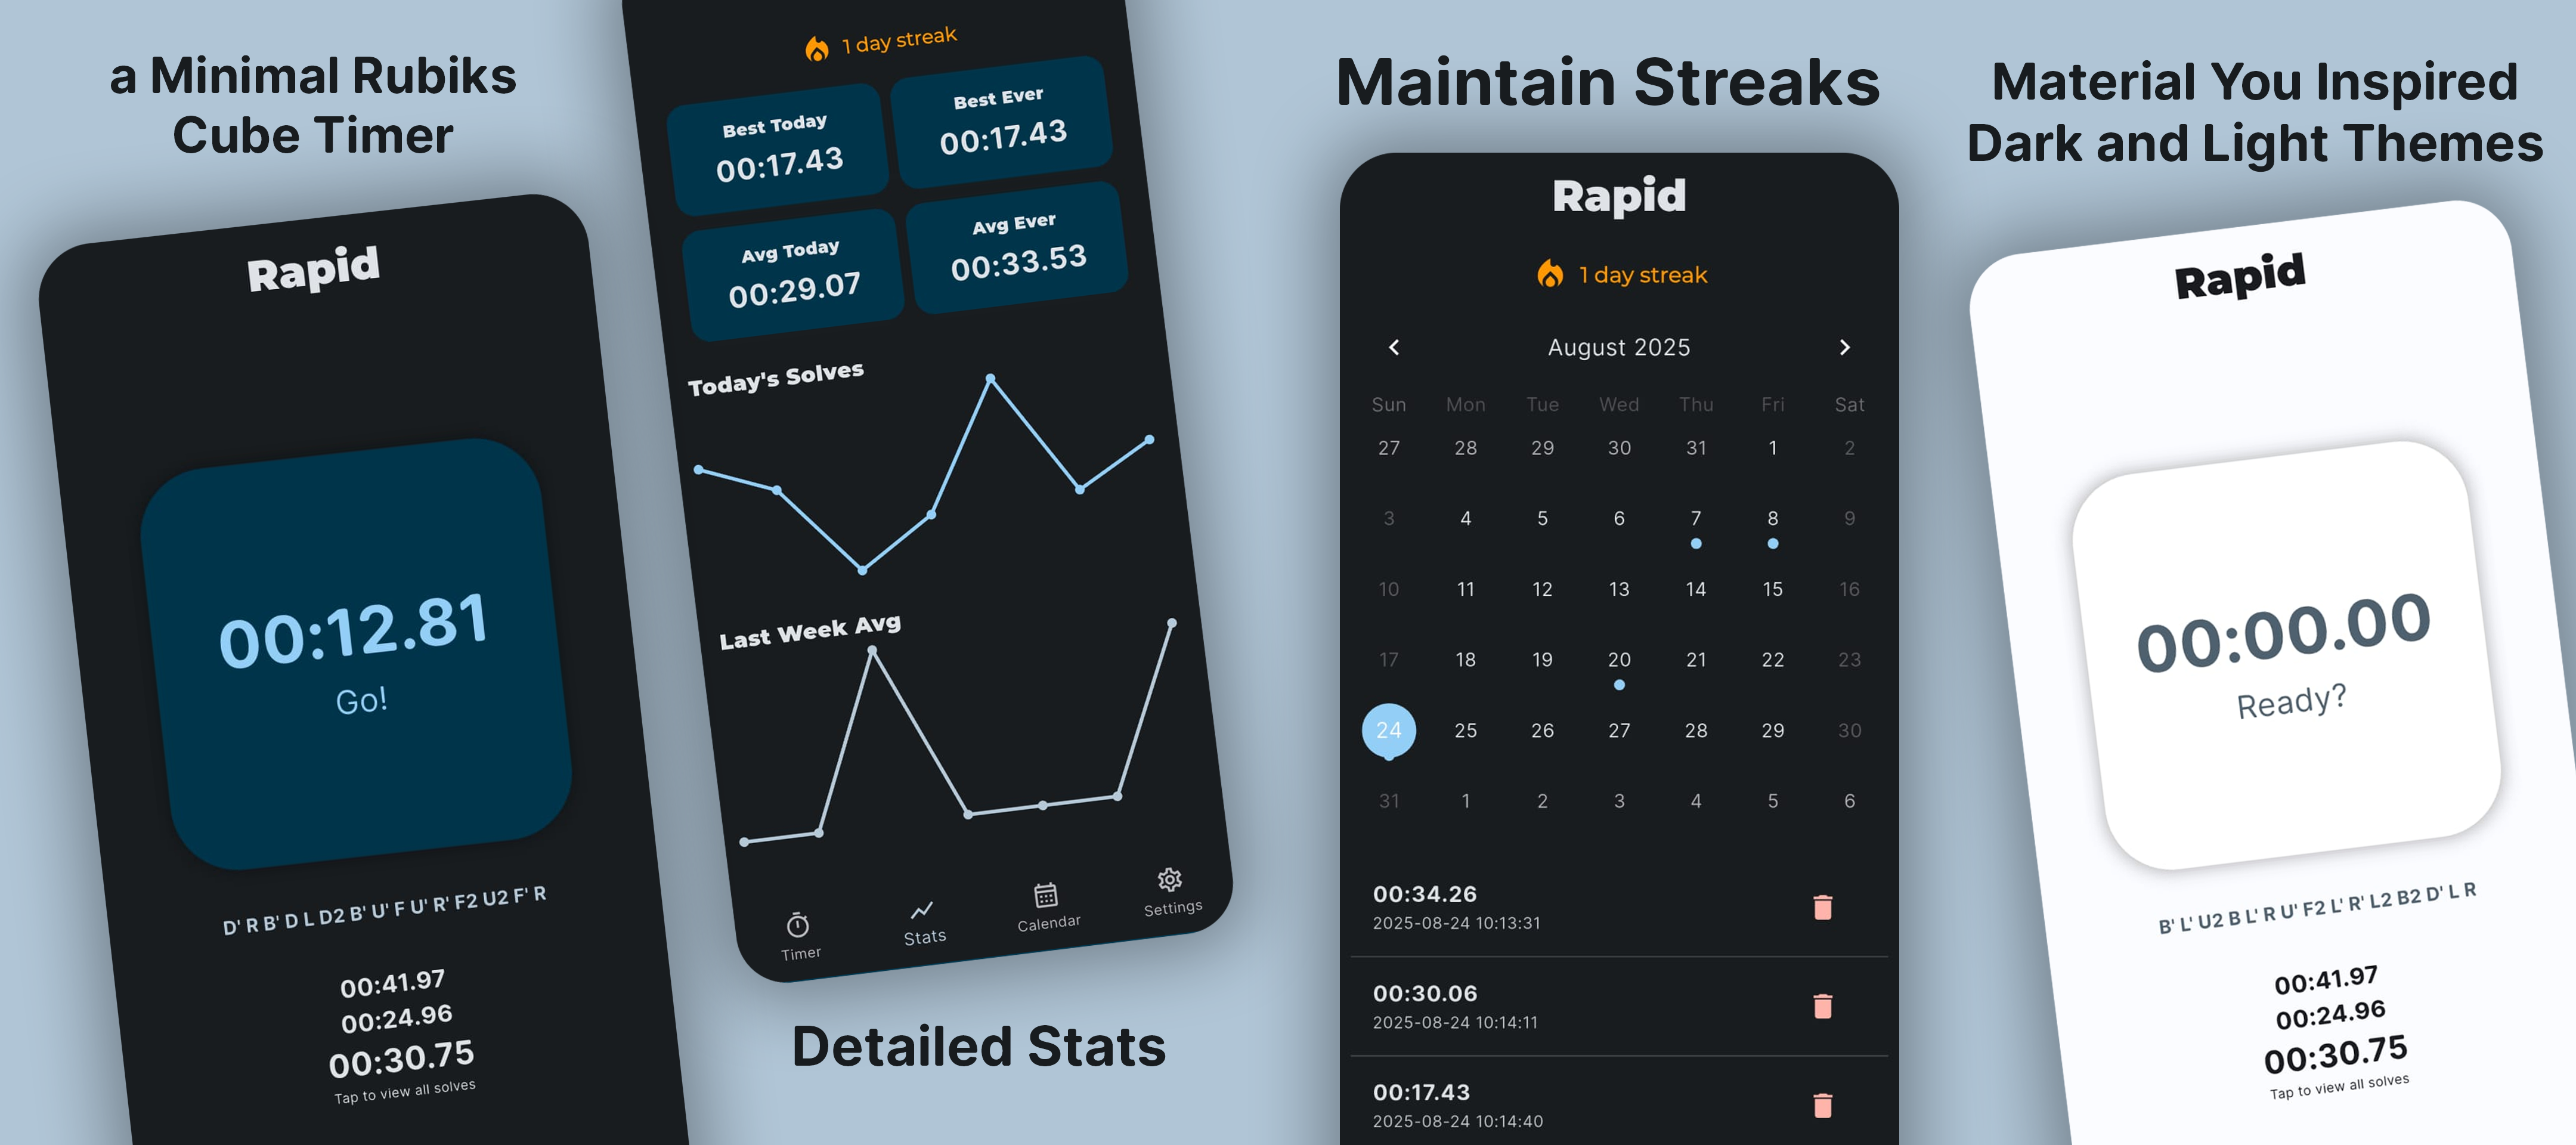 a Minimal Rubiks
Cube Timer
Rapid
00:12.81
Go!
D' R B' D L D2 B' U' F U' R' F2 U2 F' R
00:41.97
00:24.96
00:30.75
Tap to view all solves
1 day streak
Best Today
00:17.43
Best Ever
00:17.43
Avg Today
00:29.07
Avg Ever
00:33.53
Today's Solves
Last Week Avg
Timer
Stats
Calendar
Settings
Detailed Stats
Maintain Streaks
Rapid
1 day streak
August 2025
Sun Mon Tue Wed Thu Fri Sat
27 28 29 30 31 1 2
3 4 5 6 7 8 9
10 11 12 13 14 15 16
17 18 19 20 21 22 23
24 25 26 27 28 29 30
31 1 2 3 4 5 6
00:34.26
2025-08-24 10:13:31
00:30.06
2025-08-24 10:14:11
00:17.43
2025-08-24 10:14:40
Material You Inspired
Dark and Light Themes
Rapid
00:00.00
Ready?
B' L' U2 B L' R U' F2 L' R' L2 B2 D' L R
00:41.97
00:24.96
00:30.75
Tap to view all solves